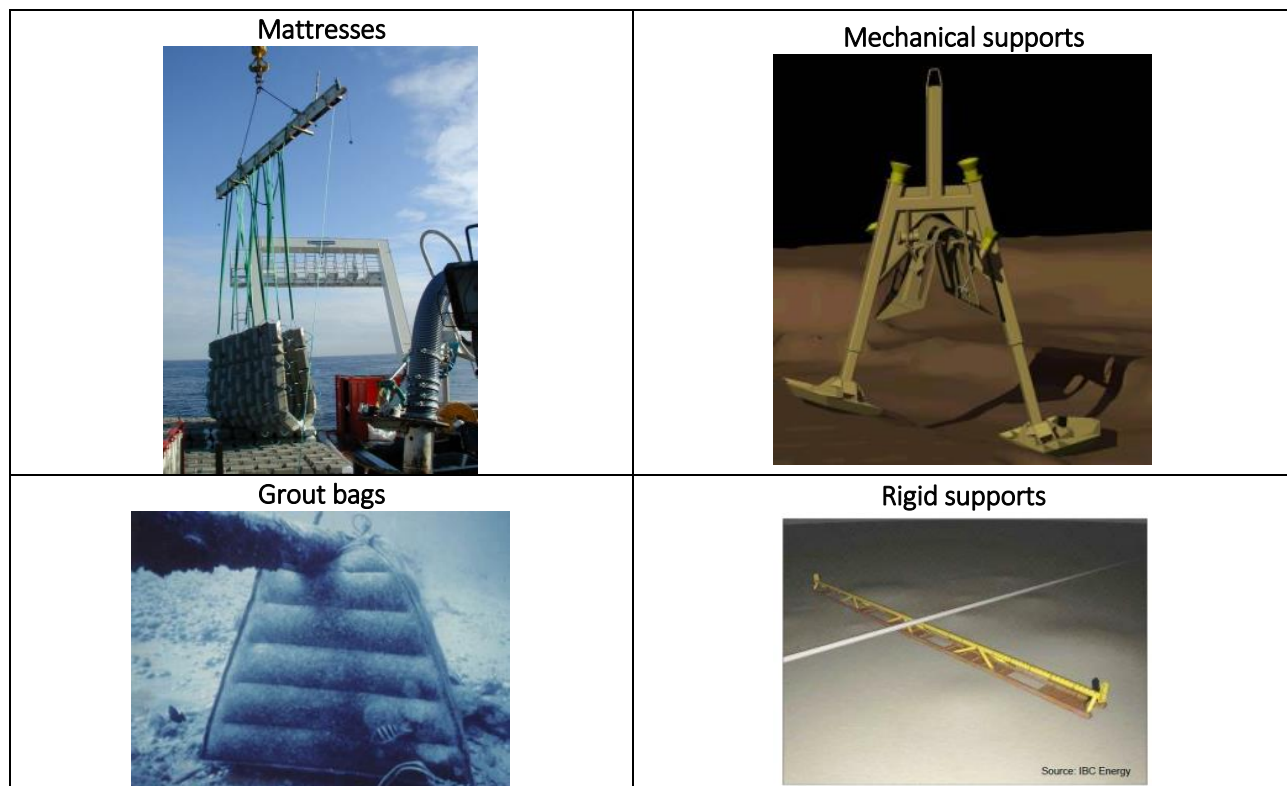 Mattresses
Mechanical supports
Grout bags
Rigid supports
Source: IBC Energy